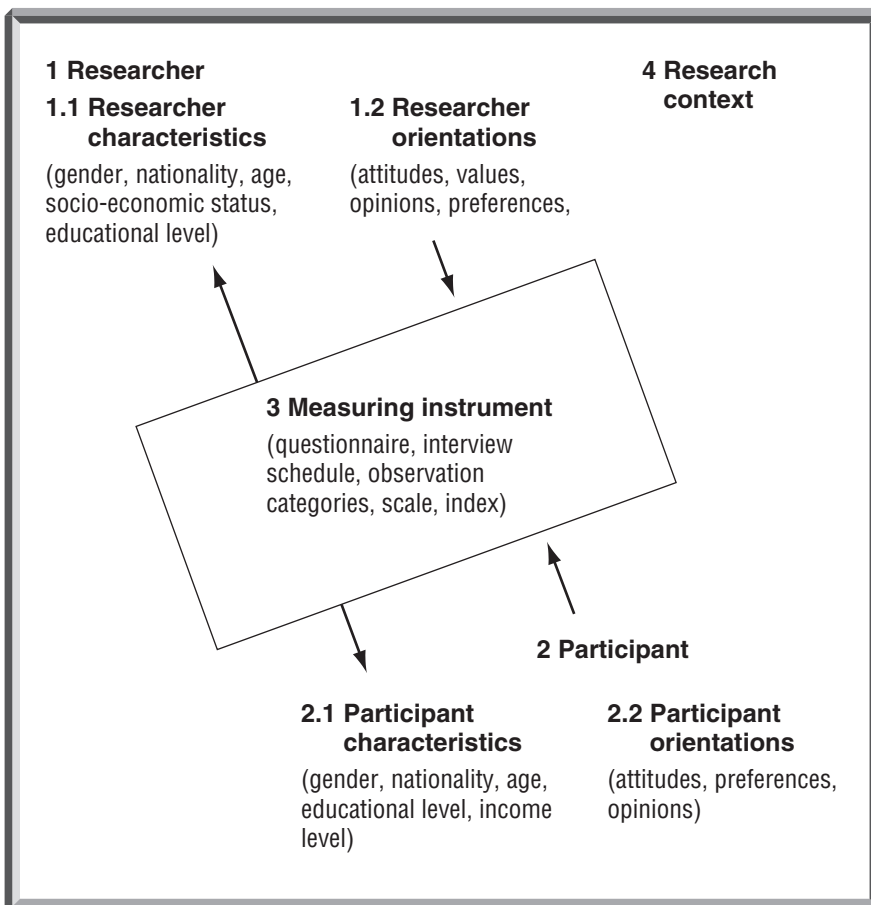 1 Researcher
1.1 Researcher
characteristics
(gender, nationality, age,
socio-economic status,
educational level)
1.2 Researcher
orientations
(attitudes, values,
opinions, preferences,
4 Research
context
3 Measuring instrument
(questionnaire, interview
schedule, observation
categories, scale, index)
2 Participant
2.1 Participant
characteristics
(gender, nationality, age,
educational level, income
level)
2.2 Participant
orientations
(attitudes, preferences,
opinions)